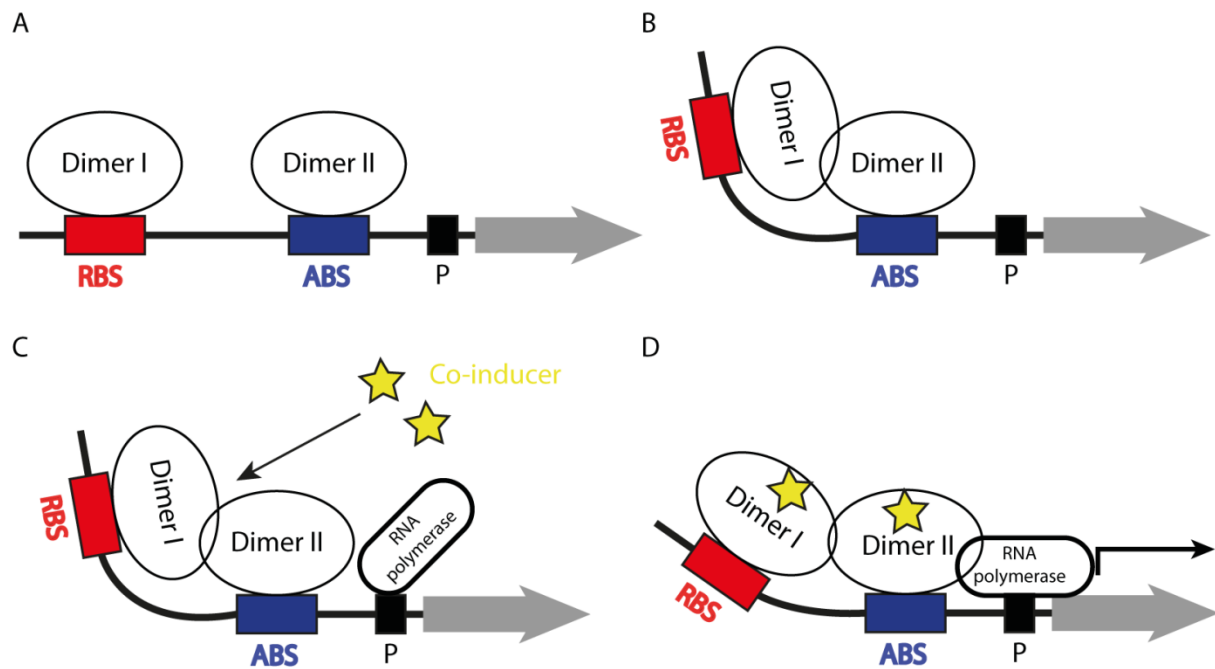 A
Dimer I
Dimer II
RBS
ABS
P
B
Dimer I
Dimer II
RBS
ABS
P
C
Co-inducer
Dimer I
Dimer II
RNA
polymerase
RBS
ABS
P
D
Dimer I
Dimer II
RNA
polymerase
RBS
ABS
P